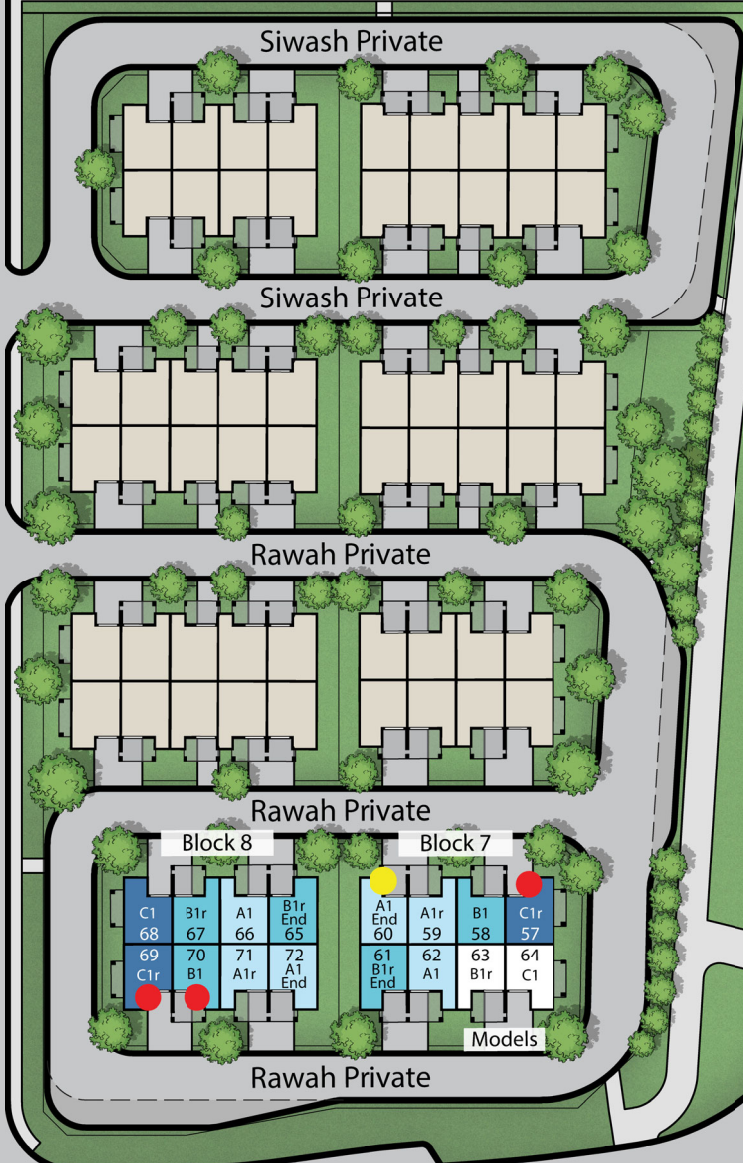 Siwash Private
Siwash Private
Rawah Private
Rawah Private
Block 8
Block 7
C1
68
B1r
67
A1
66
B1r
End
65
A1
End
60
A1r
59
B1
58
C1r
57
69
C1r
70
B1
71
A1r
72
A1
End
61
B1r
End
62
A1
63
B1r
64
C1
Models
Rawah Private